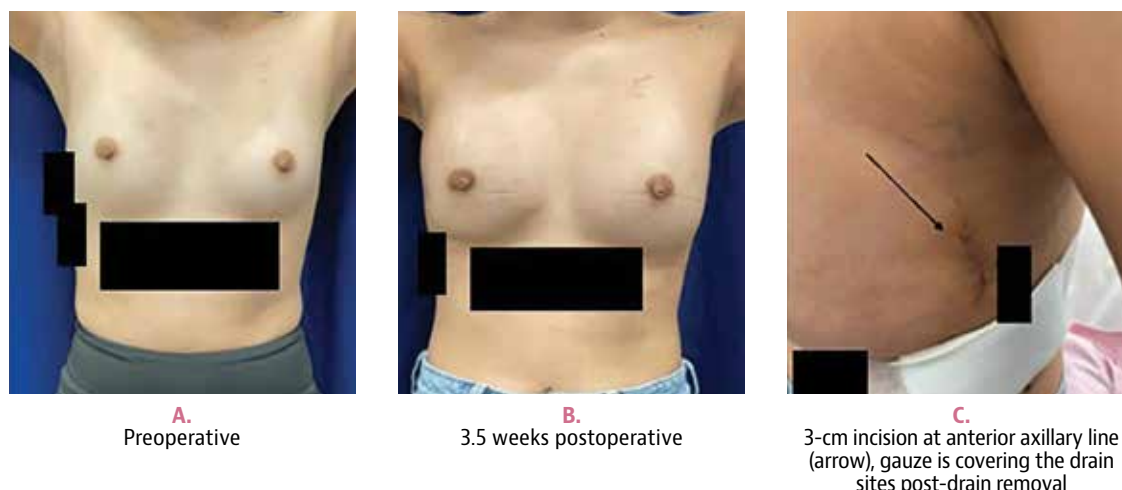 A.
Preoperative
B.
3.5 weeks postoperative
C.
3-cm incision at anterior axillary line
(arrow), gauze is covering the drain
sites post-drain removal